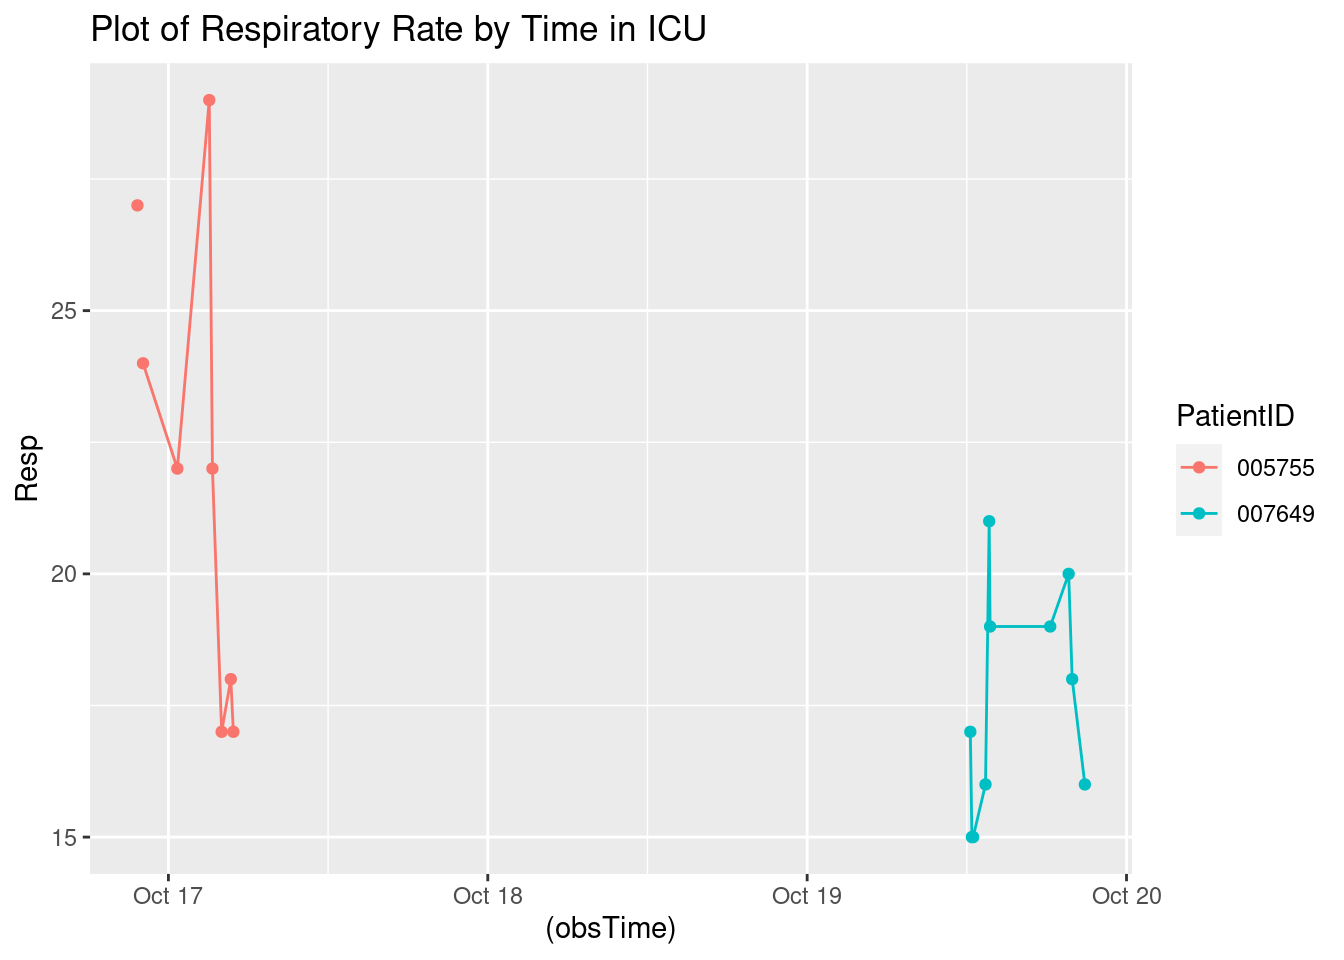 Plot of Respiratory Rate by Time in ICU
25
20
15
Resp
Oct 17
Oct 18
Oct 19
Oct 20
(obsTime)
PatientID
005755
007649